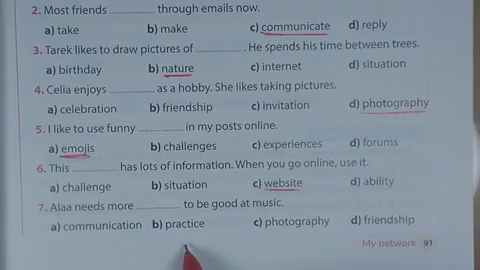 2. Most friends ............... through emails now.
a) take b) make c) communicate d) reply
3. Tarek likes to draw pictures of ............... . He spends his time between trees.
a) birthday b) nature c) internet d) situation
4. Celia enjoys ............... as a hobby. She likes taking pictures.
a) celebration b) friendship c) invitation d) photography
5. I like to use funny ............... in my posts online.
a) emojis b) challenges c) experiences d) forums
6. This ............... has lots of information. When you go online, use it.
a) challenge b) situation c) website d) ability
7. Alaa needs more ............... to be good at music.
a) communication b) practice c) photography d) friendship
My network 91